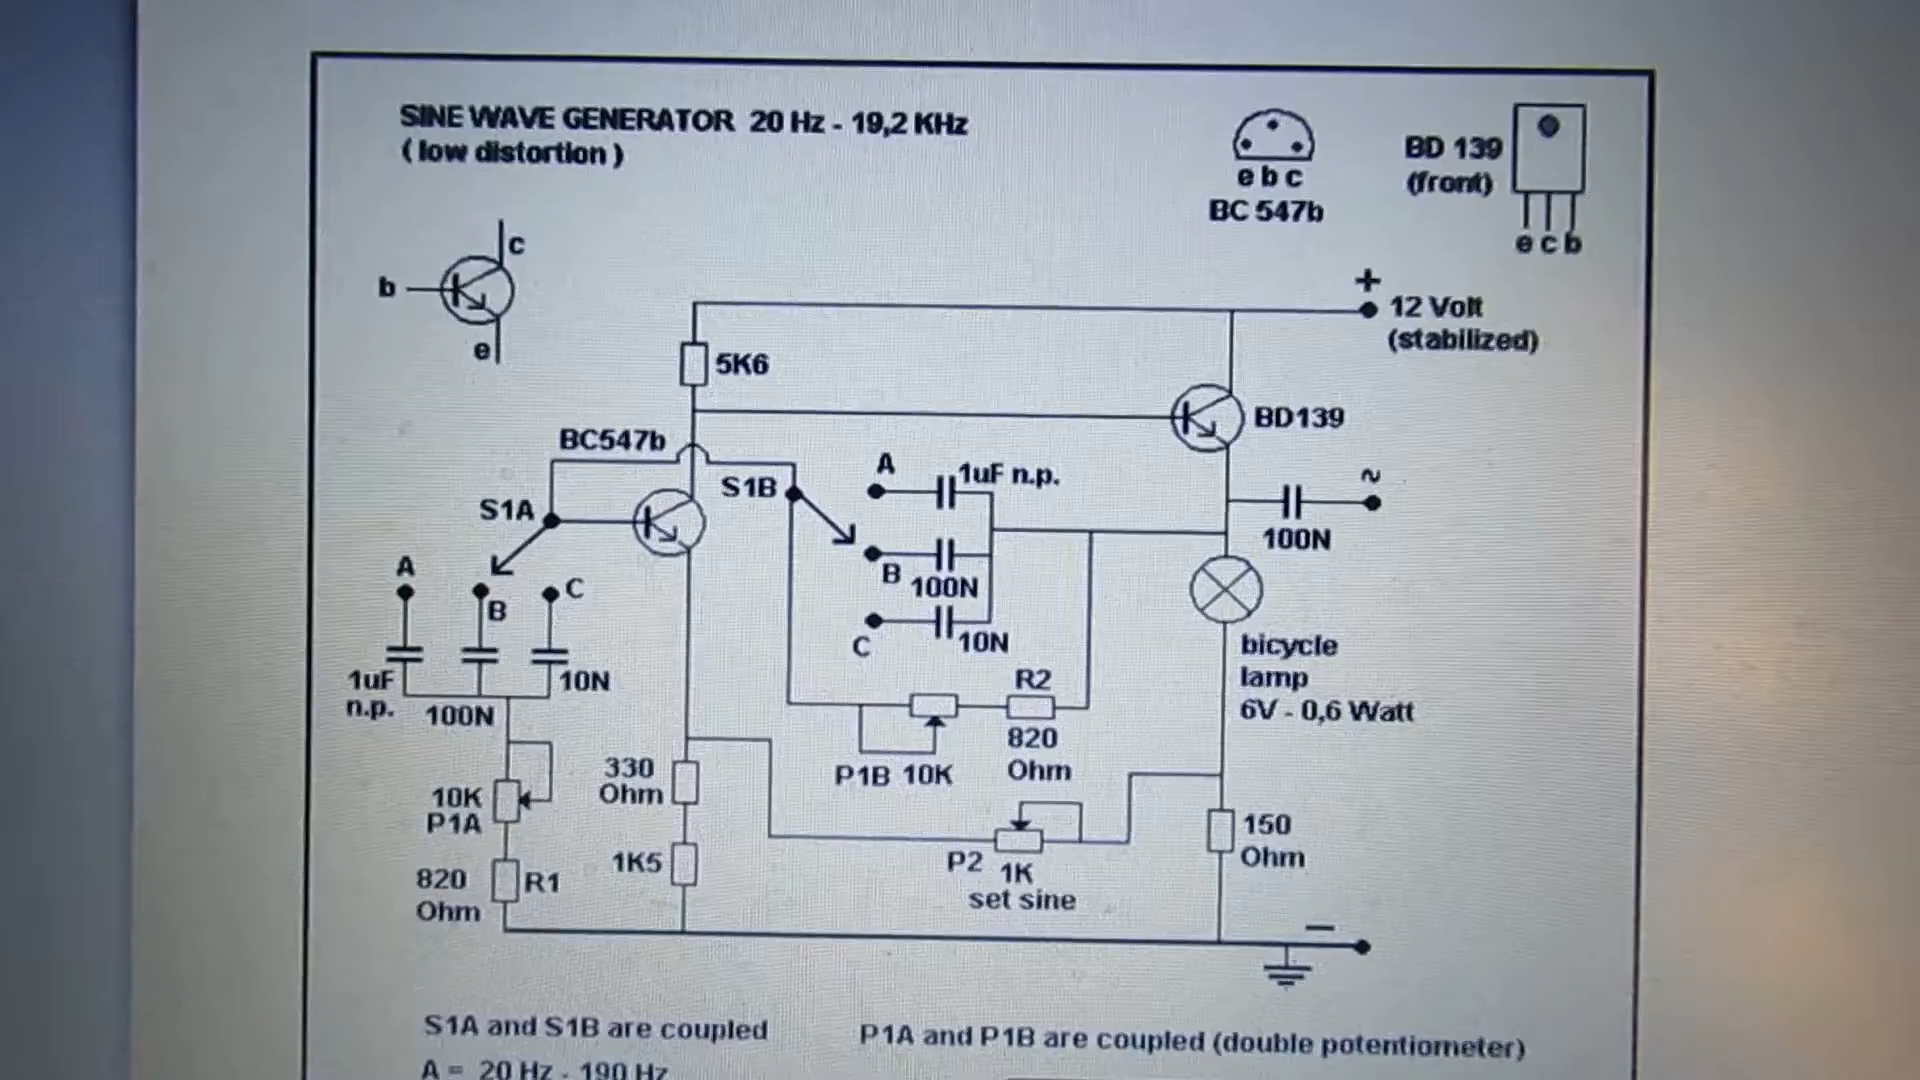 SINE WAVE GENERATOR 20 Hz - 19,2 KHz
( low distortion )
e b c
BC 547b
BD 139
(front)
e c b
c
b
e
+
12 Volt
(stabilized)
5K6
BD139
BC547b
S1A
S1B
A
1uF n.p.
~
100N
B
100N
C
10N
A
B
C
1uF
n.p.
100N
10N
bicycle
lamp
6V - 0,6 Watt
R2
820
Ohm
P1B 10K
10K
P1A
330
Ohm
820
Ohm
R1
1K5
P2
1K
set sine
150
Ohm
–
S1A and S1B are coupled
P1A and P1B are coupled (double potentiometer)
A = 20 Hz - 190 Hz